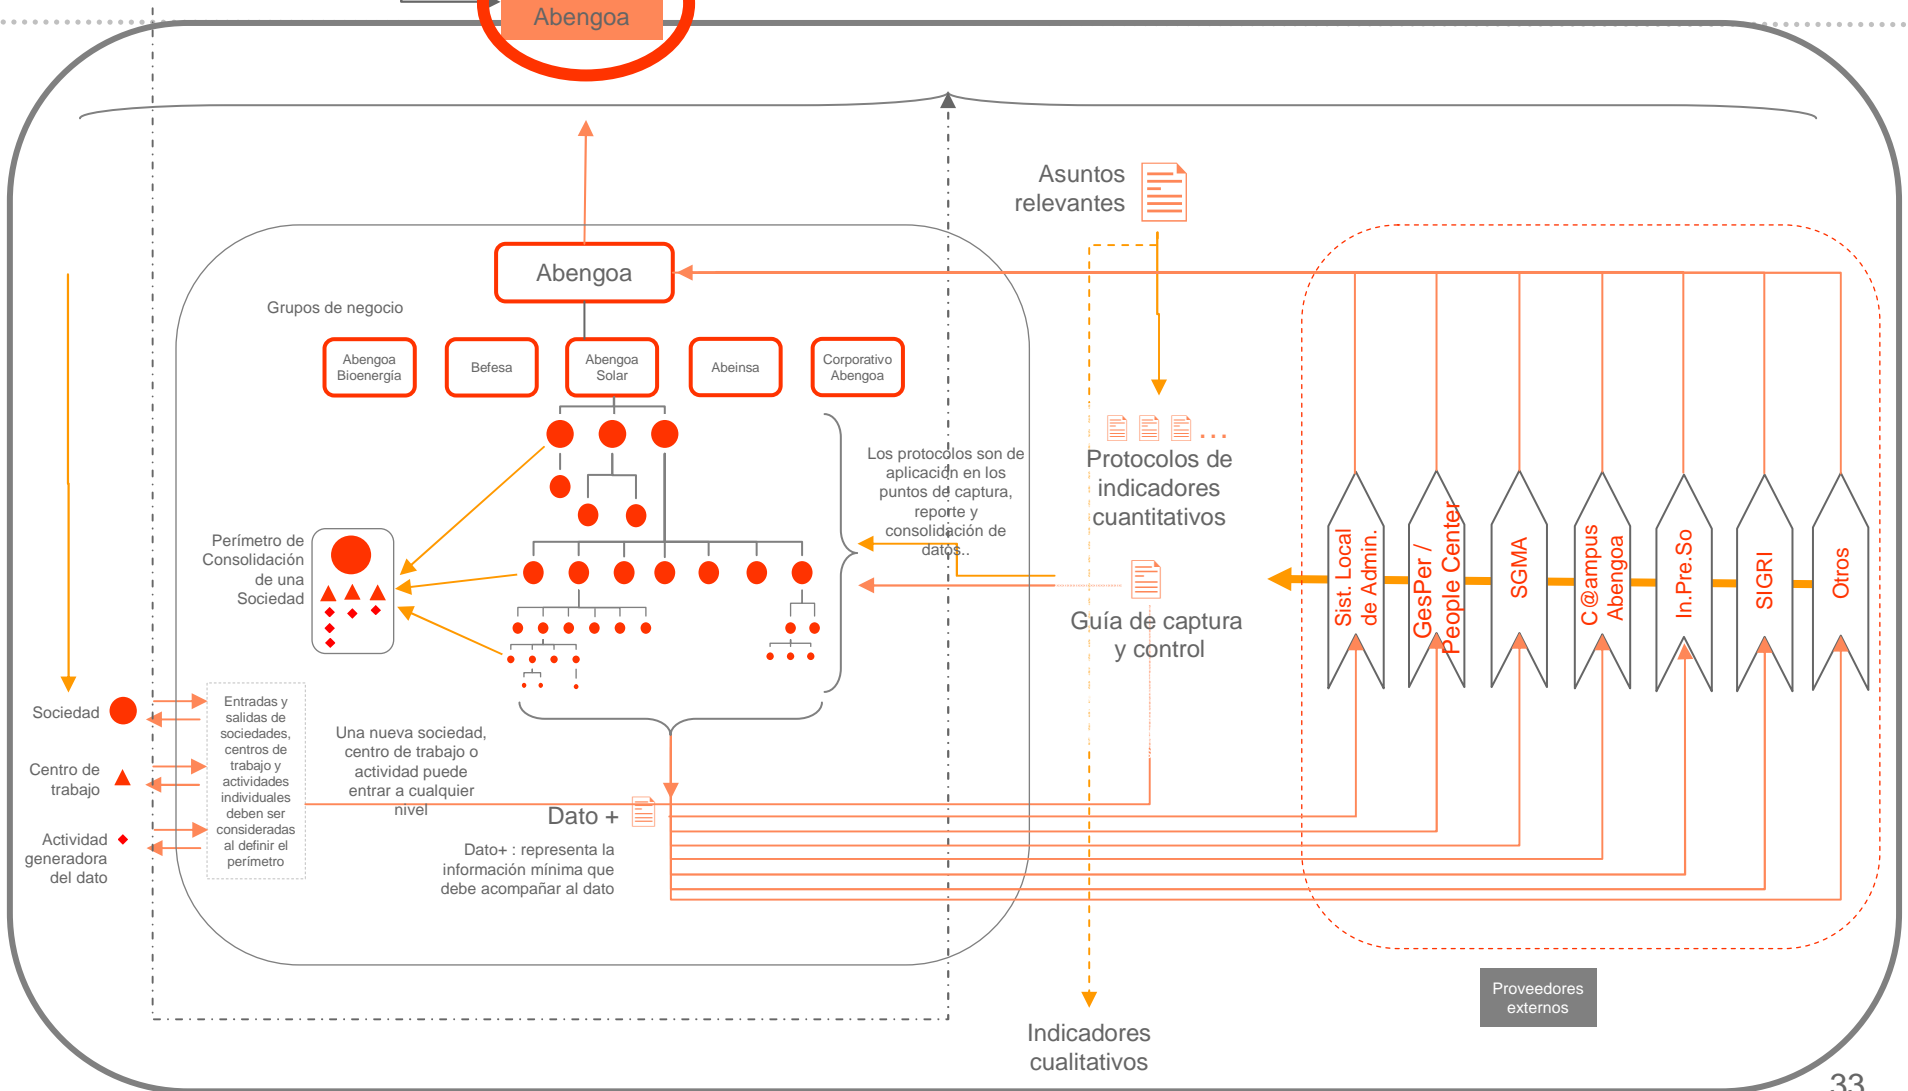 Abengoa
Asuntos
relevantes
Abengoa
Grupos de negocio
Abengoa
Bioenergía
Befesa
Abengoa
Solar
Abeinsa
Corporativo
Abengoa
Los protocolos son de
aplicación en los
puntos de captura,
reporte y
consolidación de
datos..
...
Protocolos de
indicadores
cuantitativos
Perímetro de
Consolidación
de una
Sociedad
Guía de captura
y control
Sist. Local
de Admin.
GesPer /
People Center
SGMA
C@ampus
Abengoa
In.Pre.So
SIGRI
Otros
Sociedad
Centro de
trabajo
Actividad
generadora
del dato
Entradas y
salidas de
sociedades,
centros de
trabajo y
actividades
individuales
deben ser
consideradas
al definir el
perímetro
Una nueva sociedad,
centro de trabajo o
actividad puede
entrar a cualquier
nivel
Dato +
Dato+ : representa la
información mínima que
debe acompañar al dato
Proveedores
externos
Indicadores
cualitativos
33